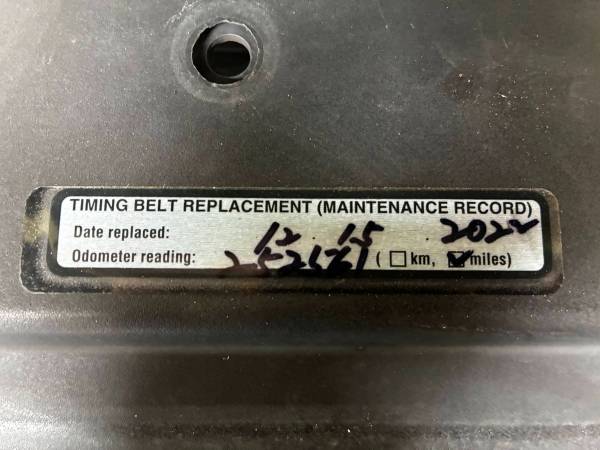 TIMING BELT REPLACEMENT (MAINTENANCE RECORD)
Date replaced: 12 . 15 . 2022
Odometer reading: (☐ km, ☑ miles)